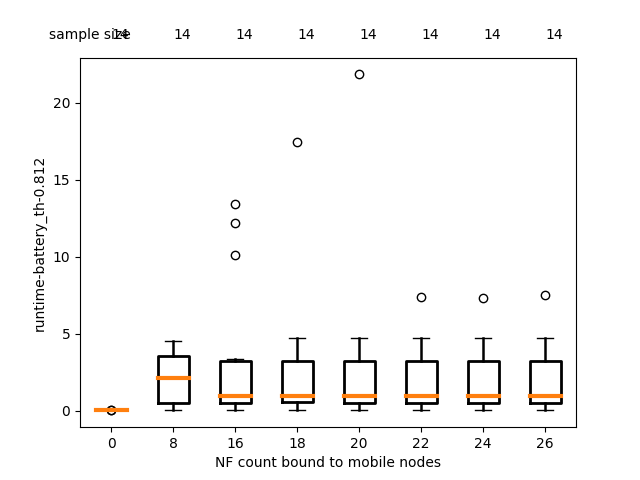 sample size 14 14 14 14 14 14 14 14
20
15
10
5
0
runtime-battery_th-0.812
0 8 16 18 20 22 24 26
NF count bound to mobile nodes